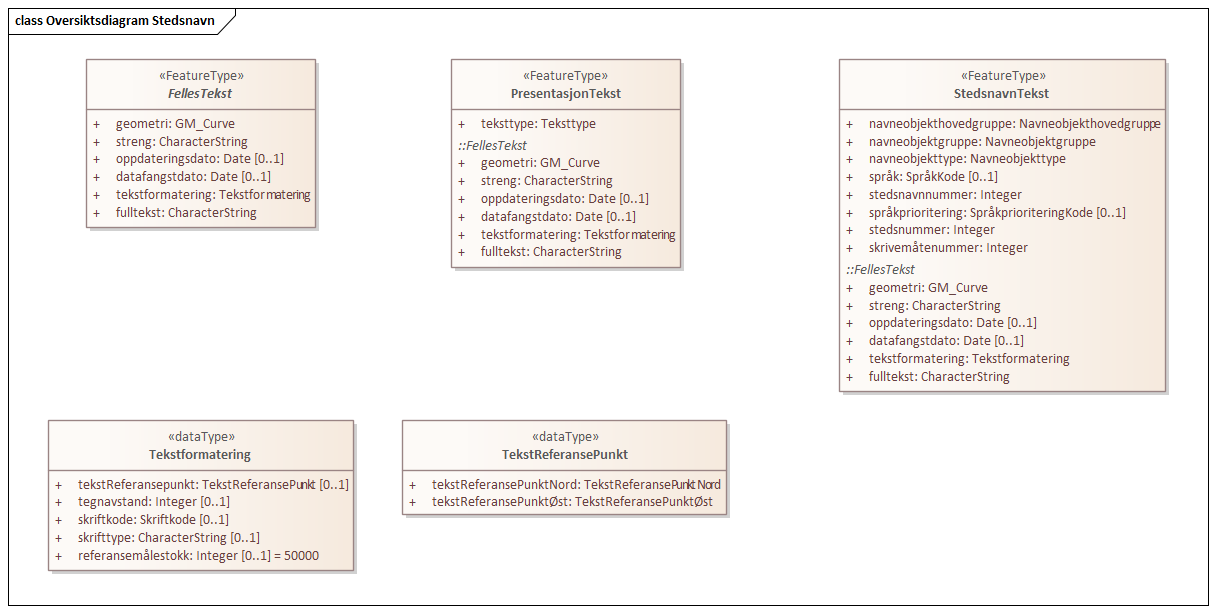 class Oversiktsdiagram Stedsnavn
«FeatureType»
FellesTekst
+ geometri: GM_Curve
+ streng: CharacterString
+ oppdateringsdato: Date [0..1]
+ datafangstdato: Date [0..1]
+ tekstformatering: Tekstformatering
+ fulltekst: CharacterString
«FeatureType»
PresentasjonTekst
+ teksttype: Teksttype
::FellesTekst
+ geometri: GM_Curve
+ streng: CharacterString
+ oppdateringsdato: Date [0..1]
+ datafangstdato: Date [0..1]
+ tekstformatering: Tekstformatering
+ fulltekst: CharacterString
«FeatureType»
StedsnavnTekst
+ navneobjekthovedgruppe: Navneobjekthovedgruppe
+ navneobjektgruppe: Navneobjektgruppe
+ navneobjekttype: Navneobjekttype
+ språk: SpråkKode [0..1]
+ stedsnavnnummer: Integer
+ språkprioritering: SpråkprioriteringKode [0..1]
+ stedsnummer: Integer
+ skrivemåtenummer: Integer
::FellesTekst
+ geometri: GM_Curve
+ streng: CharacterString
+ oppdateringsdato: Date [0..1]
+ datafangstdato: Date [0..1]
+ tekstformatering: Tekstformatering
+ fulltekst: CharacterString
«dataType»
Tekstformatering
+ tekstReferansepunkt: TekstReferansePunkt [0..1]
+ tegnavstand: Integer [0..1]
+ skriftkode: Skriftkode [0..1]
+ skrifttype: CharacterString [0..1]
+ referansemålestokk: Integer [0..1] = 50000
«dataType»
TekstReferansePunkt
+ tekstReferansePunktNord: TekstReferansePunktNord
+ tekstReferansePunktØst: TekstReferansePunktØst